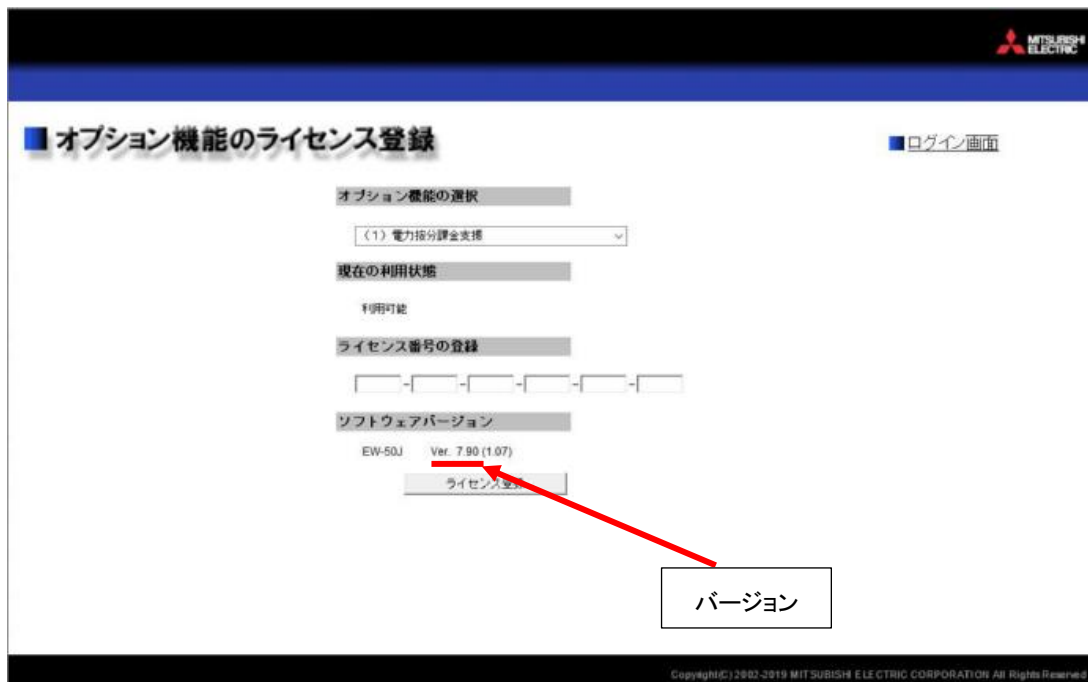 MITSUBISHI
ELECTRIC
オプション機能のライセンス登録
ログイン画面
オプション機能の選択
（1）電力按分課金支援
現在の利用状態
利用可能
ライセンス番号の登録
- - - - -
ソフトウェアバージョン
EW-50J Ver. 7.90 (1.07)
ライセンス登録
バージョン
Copyright(C) 2002-2019 MITSUBISHI ELECTRIC CORPORATION All Rights Reserved